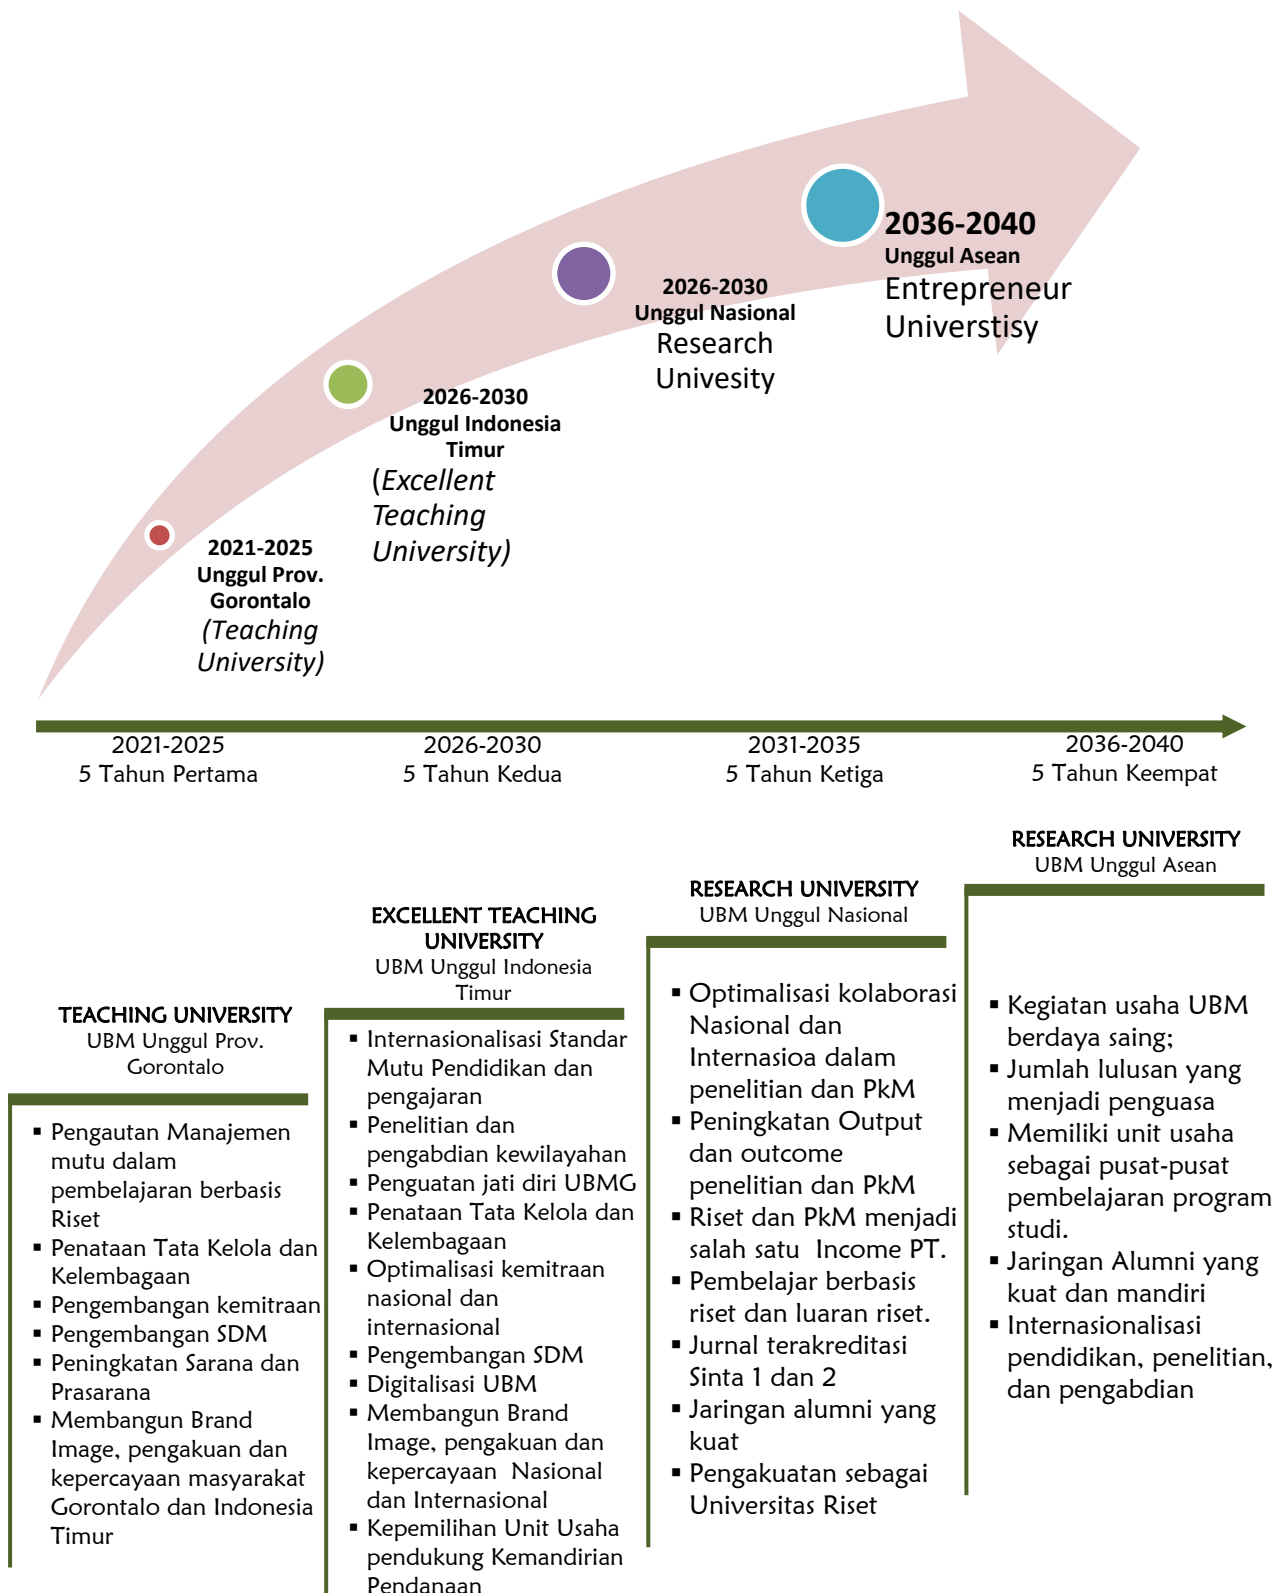 2036-2040
Unggul Asean
Entrepreneur
Universtisy
2026-2030
Unggul Nasional
Research
Univesity
2026-2030
Unggul Indonesia
Timur
(Excellent
Teaching
University)
2021-2025
Unggul Prov.
Gorontalo
(Teaching
University)
2021-2025
5 Tahun Pertama
2026-2030
5 Tahun Kedua
2031-2035
5 Tahun Ketiga
2036-2040
5 Tahun Keempat
TEACHING UNIVERSITY
UBM Unggul Prov.
Gorontalo
▪ Pengautan Manajemen
mutu dalam
pembelajaran berbasis
Riset
▪ Penataan Tata Kelola dan
Kelembagaan
▪ Pengembangan kemitraan
▪ Pengembangan SDM
▪ Peningkatan Sarana dan
Prasarana
▪ Membangun Brand
Image, pengakuan dan
kepercayaan masyarakat
Gorontalo dan Indonesia
Timur
EXCELLENT TEACHING
UNIVERSITY
UBM Unggul Indonesia
Timur
▪ Internasionalisasi Standar
Mutu Pendidikan dan
pengajaran
▪ Penelitian dan
pengabdian kewilayahan
▪ Penguatan jati diri UBMG
▪ Penataan Tata Kelola dan
Kelembagaan
▪ Optimalisasi kemitraan
nasional dan
internasional
▪ Pengembangan SDM
▪ Digitalisasi UBM
▪ Membangun Brand
Image, pengakuan dan
kepercayaan Nasional
dan Internasional
▪ Kepemilihan Unit Usaha
pendukung Kemandirian
Pendanaan
RESEARCH UNIVERSITY
UBM Unggul Nasional
▪ Optimalisasi kolaborasi
Nasional dan
Internasioa dalam
penelitian dan PkM
▪ Peningkatan Output
dan outcome
penelitian dan PkM
▪ Riset dan PkM menjadi
salah satu Income PT.
▪ Pembelajar berbasis
riset dan luaran riset.
▪ Jurnal terakreditasi
Sinta 1 dan 2
▪ Jaringan alumni yang
kuat
▪ Pengakuatan sebagai
Universitas Riset
RESEARCH UNIVERSITY
UBM Unggul Asean
▪ Kegiatan usaha UBM
berdaya saing;
▪ Jumlah lulusan yang
menjadi penguasa
▪ Memiliki unit usaha
sebagai pusat-pusat
pembelajaran program
studi.
▪ Jaringan Alumni yang
kuat dan mandiri
▪ Internasionalisasi
pendidikan, penelitian,
dan pengabdian